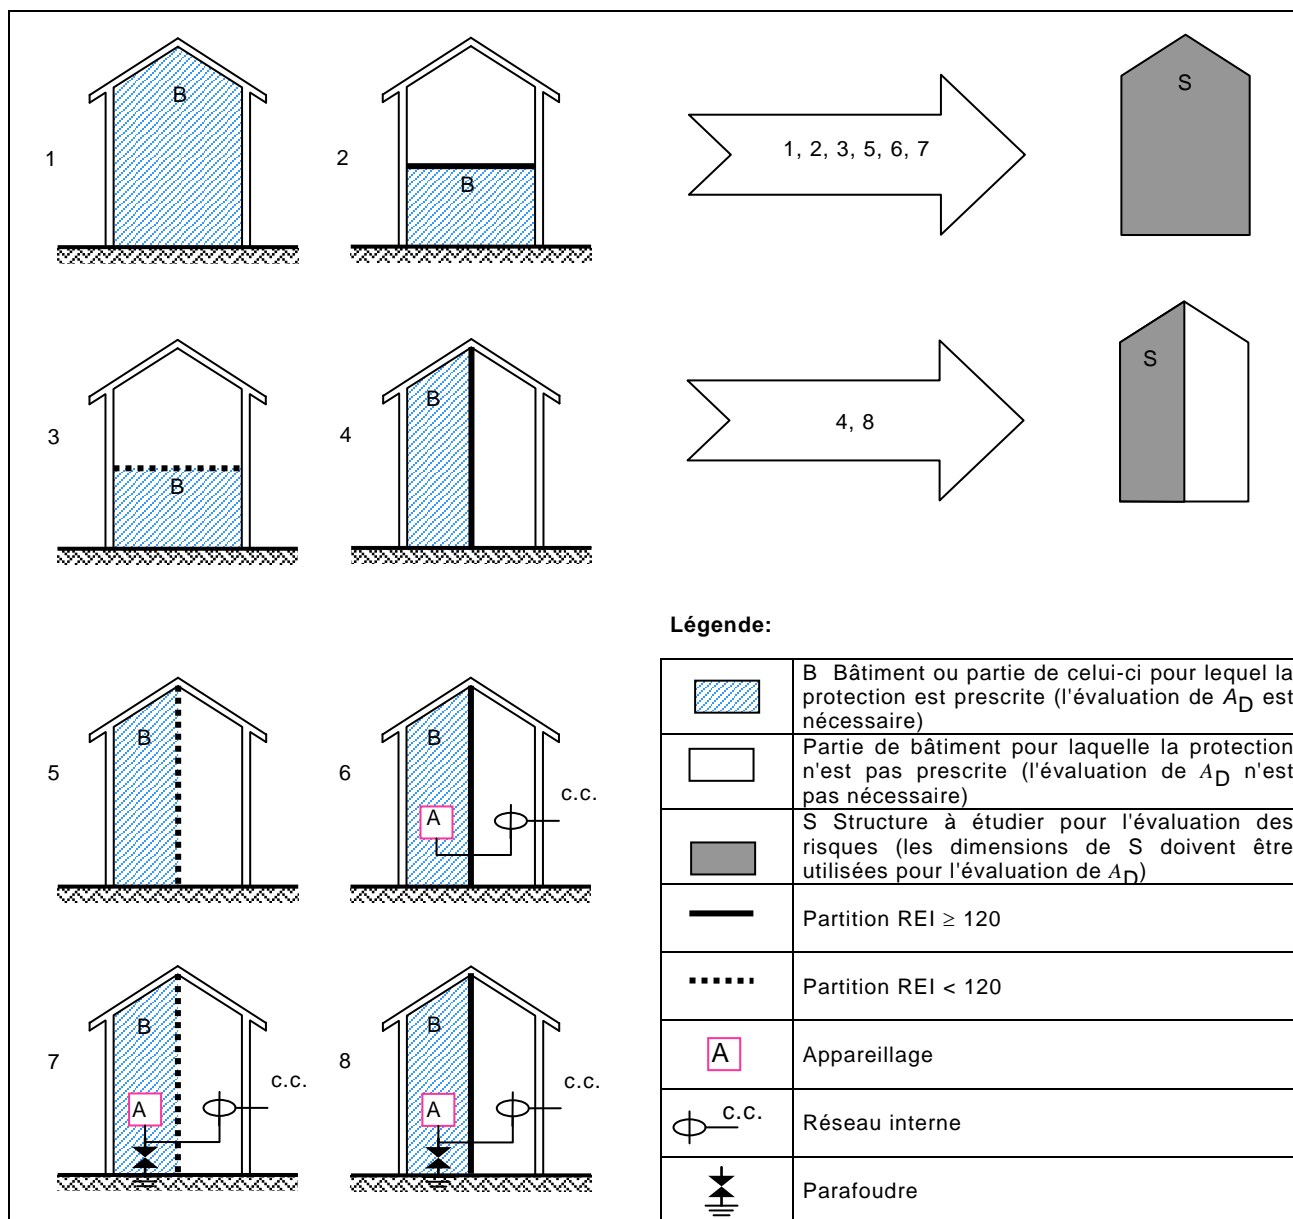 B
B
S
1
2
1, 2, 3, 5, 6, 7
B
B
S
3
4
4, 8
Légende:
B Bâtiment ou partie de celui-ci pour lequel la
protection est prescrite (l'évaluation de AD est
nécessaire)
Partie de bâtiment pour laquelle la protection
n'est pas prescrite (l'évaluation de AD n'est
pas nécessaire)
S Structure à étudier pour l'évaluation des
risques (les dimensions de S doivent être
utilisées pour l'évaluation de AD)
Partition REI ≥ 120
Partition REI < 120
A
Appareillage
c.c.
Réseau interne
Parafoudre
B
B
5
6
c.c.
A
B
B
7
8
c.c.
c.c.
A
A